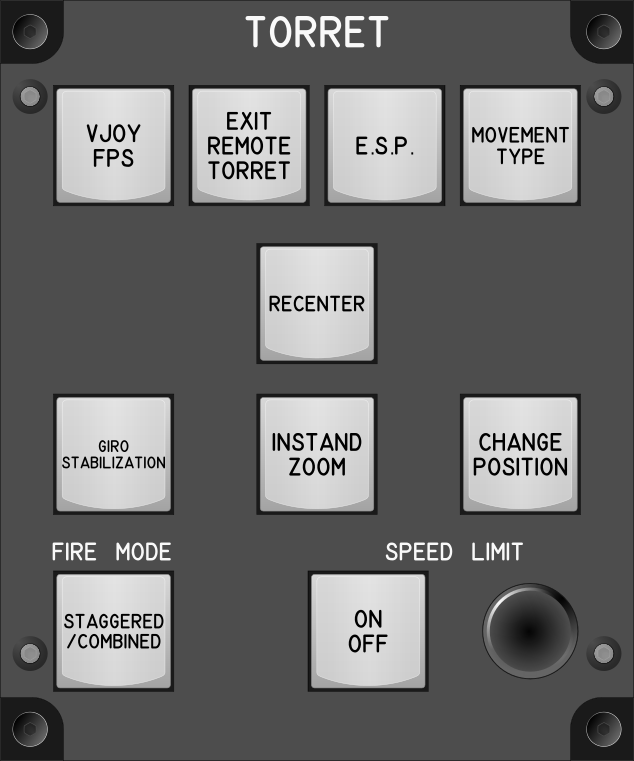 TORRET
VJOY
FPS
EXIT
REMOTE
TORRET
E.S.P.
MOVEMENT
TYPE
RECENTER
GIRO
STABILIZATION
INSTAND
ZOOM
CHANGE
POSITION
FIRE MODE
SPEED LIMIT
STAGGERED
/COMBINED
ON
OFF